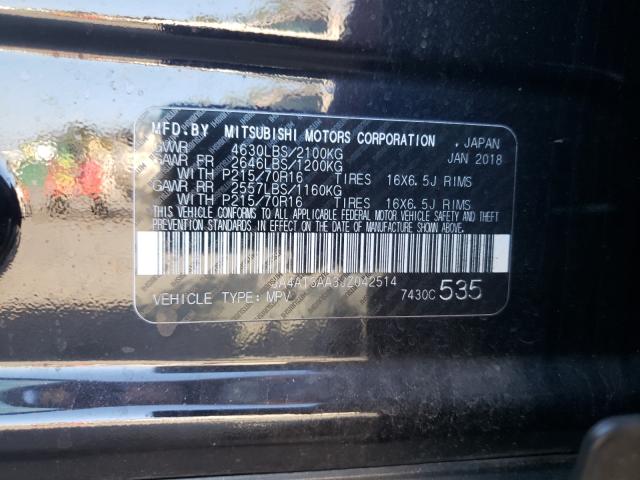 MFD.BY MITSUBISHI MOTORS CORPORATION , JAPAN
GVWR 4630LBS/2100KG JAN 2018
GAWR FR 2646LBS/1200KG
WITH P215/70R16 TIRES 16X6.5J RIMS
GAWR RR 2557LBS/1160KG
WITH P215/70R16 TIRES 16X6.5J RIMS
THIS VEHICLE CONFORMS TO ALL APPLICABLE FEDERAL MOTOR VEHICLE SAFETY AND
THEFT PREVENTION STANDARDS IN EFFECT ON THE DATE OF MANUFACTURE SHOWN ABOVE.
JA4A13AA3JZ042514
VEHICLE TYPE: MPV 7430C 535